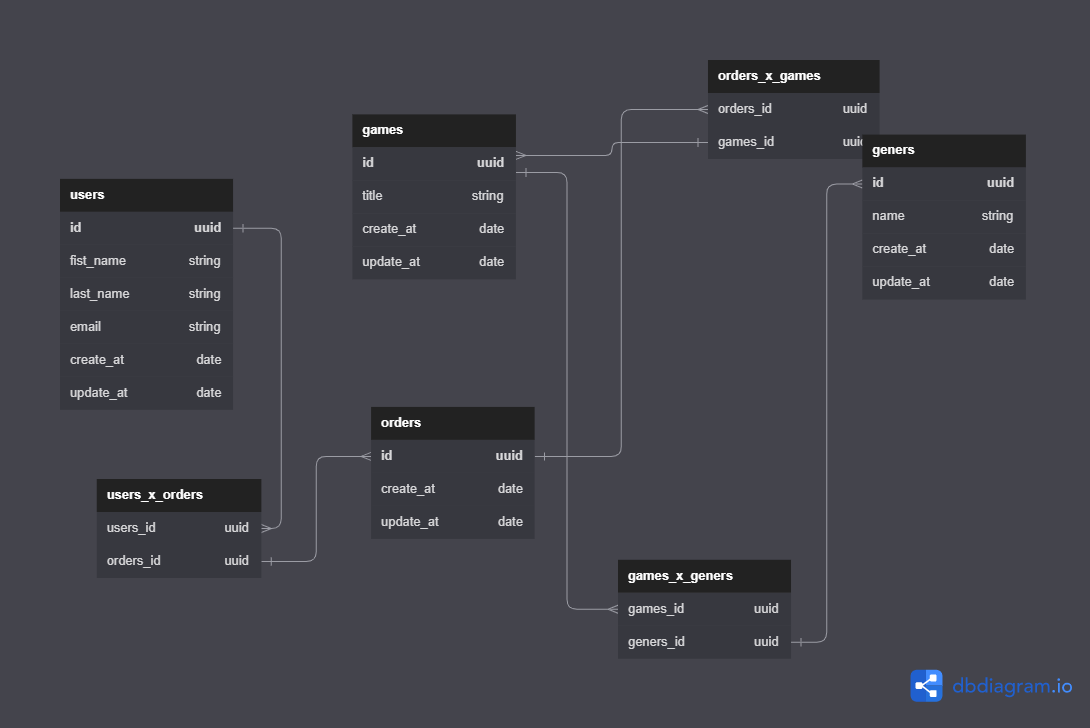 orders_x_games
orders_id uuid
games_id
games
id uuid
title string
create_at date
update_at date
geners
id uuid
name string
create_at date
update_at date
users
id uuid
fist_name string
last_name string
email string
create_at date
update_at date
orders
id uuid
create_at date
update_at date
users_x_orders
users_id uuid
orders_id uuid
games_x_geners
games_id uuid
geners_id uuid
dbdiagram.io